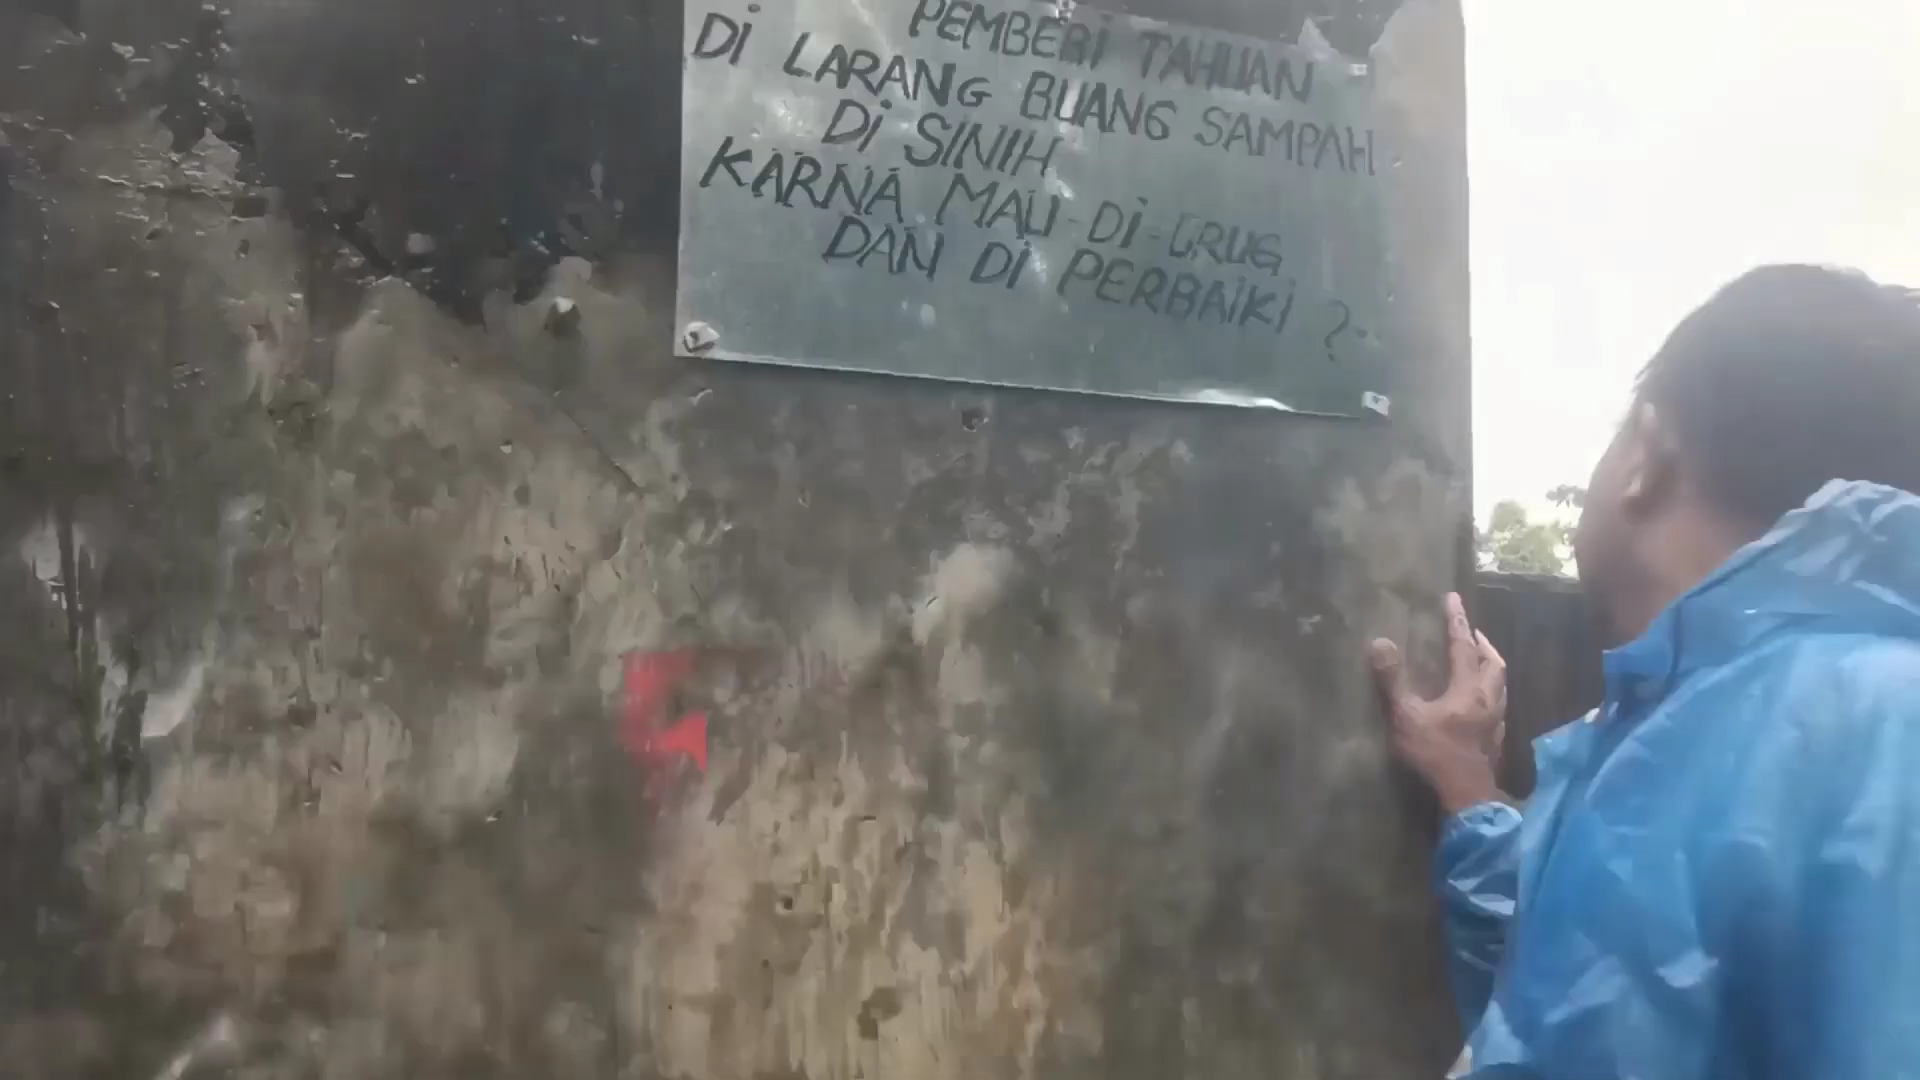 PEMBERI TAHUAN
Di LARANG BUANG SAMPAH
Di SINIH
KARNA MAU-Di-URUG
DAN Di PERBAiKi ?